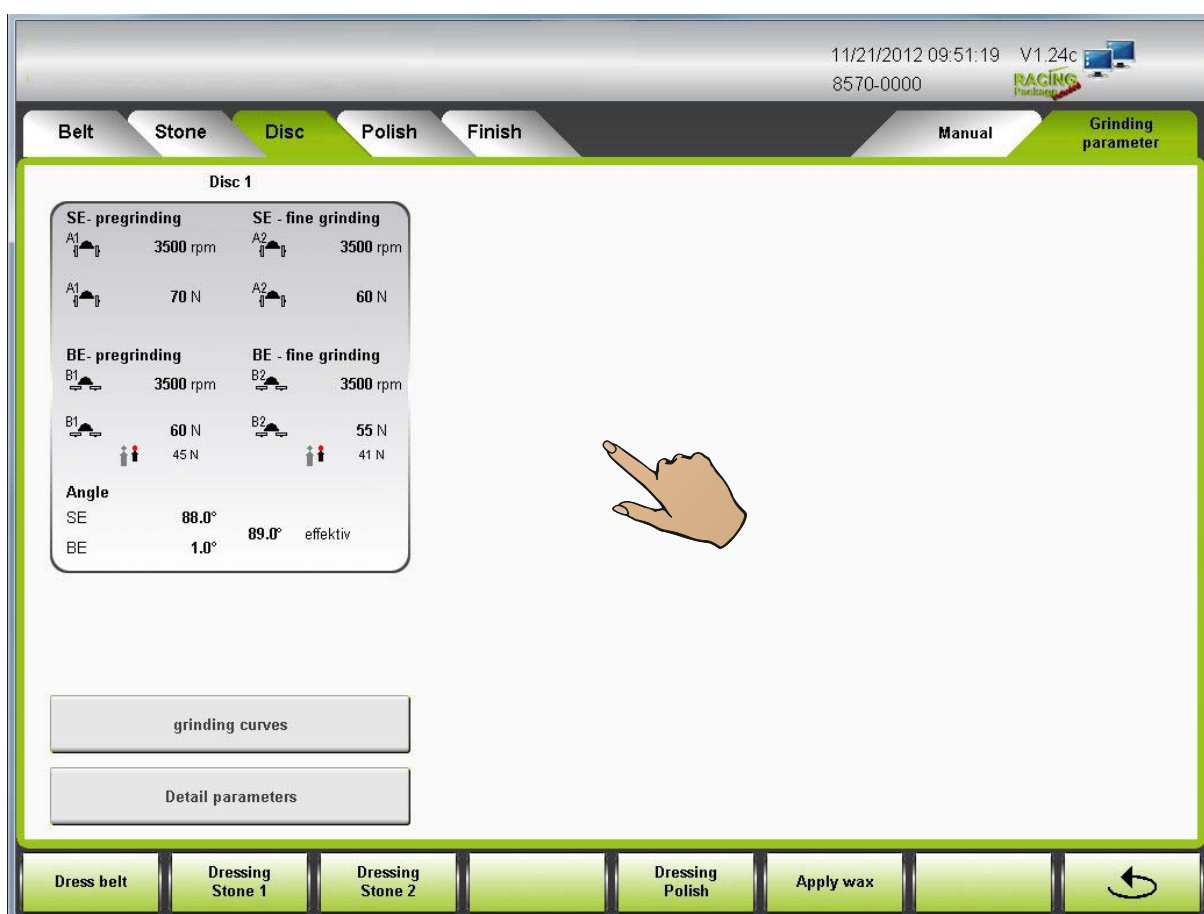 11/21/2012 09:51:19 V1.24c
8570-0000 RACING
Package
Belt Stone Disc Polish Finish Manual Grinding parameter
Disc 1
SE- pregrinding SE - fine grinding
A1 3500 rpm A2 3500 rpm
A1 70 N A2 60 N
BE- pregrinding BE - fine grinding
B1 3500 rpm B2 3500 rpm
B1 60 N B2 55 N
45 N 41 N
Angle
SE 88.0°
89.0° effektiv
BE 1.0°
grinding curves
Detail parameters
Dress belt Dressing Stone 1 Dressing Stone 2 Dressing Polish Apply wax